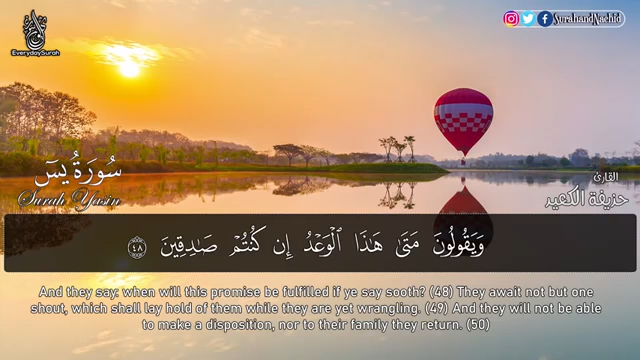 EverydaySurah
SurahandNachid
سُورَةُ يسٓ
Surah Yasin
القارئ
حزيفة الكهيد
وَيَقُولُونَ مَتَىٰ هَٰذَا ٱلْوَعْدُ إِن كُنتُمْ صَٰدِقِينَ ٤٨
And they say: when will this promise be fulfilled if ye say sooth? (48) They await not but one
shout, which shall lay hold of them while they are yet wrangling. (49) And they will not be able
to make a disposition, nor to their family they return. (50)